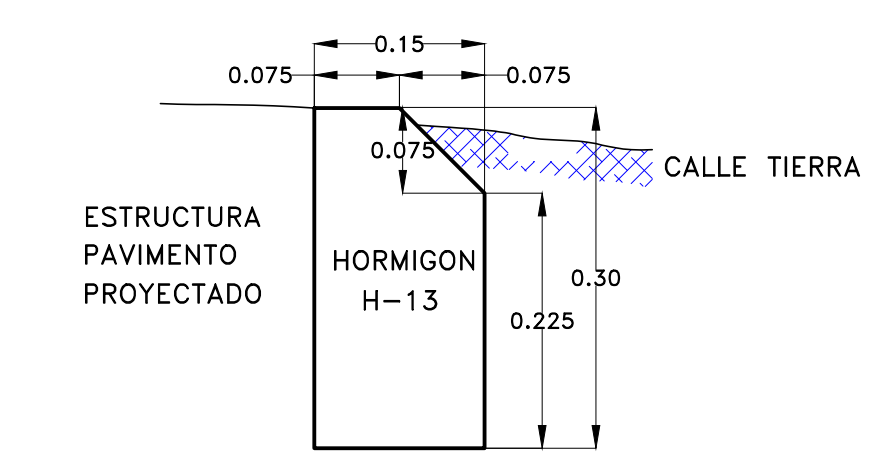 0.15
0.075
0.075
0.075
CALLE TIERRA
ESTRUCTURA
PAVIMENTO
PROYECTADO
HORMIGON
H-13
0.30
0.225